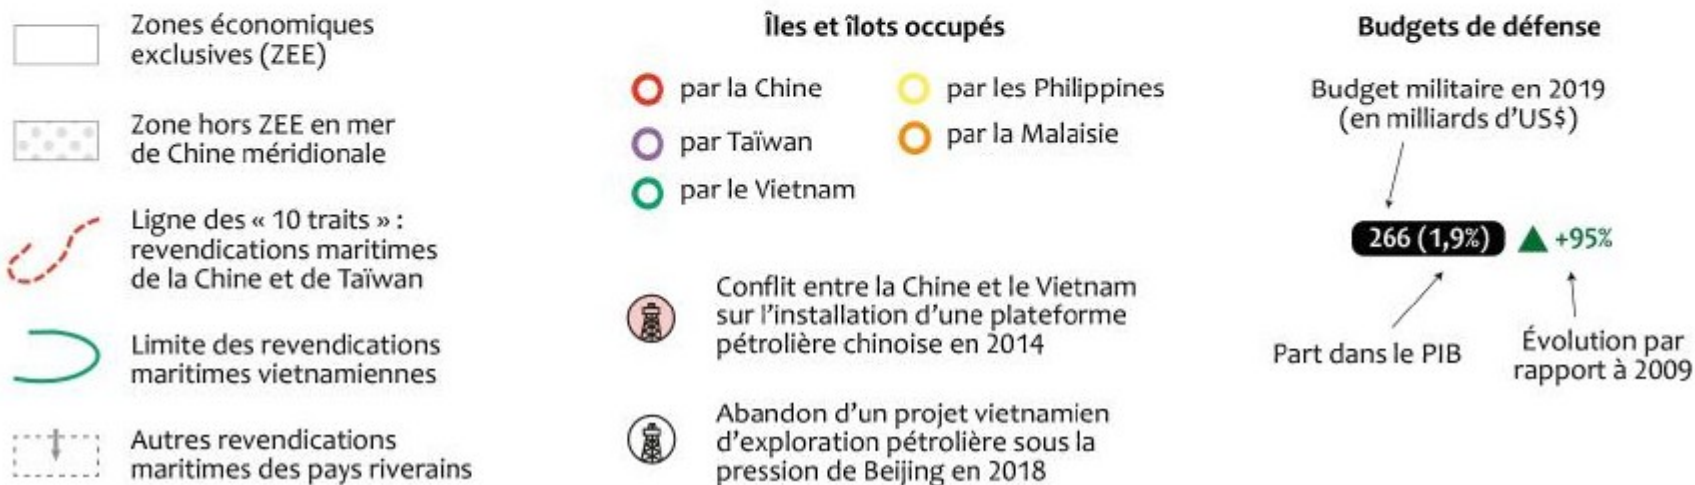 Zones économiques
exclusives (ZEE)
Zone hors ZEE en mer
de Chine méridionale
Ligne des « 10 traits » :
revendications maritimes
de la Chine et de Taïwan
Limite des revendications
maritimes vietnamiennes
Autres revendications
maritimes des pays riverains
Îles et îlots occupés
par la Chine
par Taïwan
par le Vietnam
par les Philippines
par la Malaisie
Conflit entre la Chine et le Vietnam
sur l'installation d'une plateforme
pétrolière chinoise en 2014
Abandon d'un projet vietnamien
d'exploration pétrolière sous la
pression de Beijing en 2018
Budgets de défense
Budget militaire en 2019
(en milliards d'US$)
266 (1,9%) +95%
Part dans le PIB
Évolution par
rapport à 2009